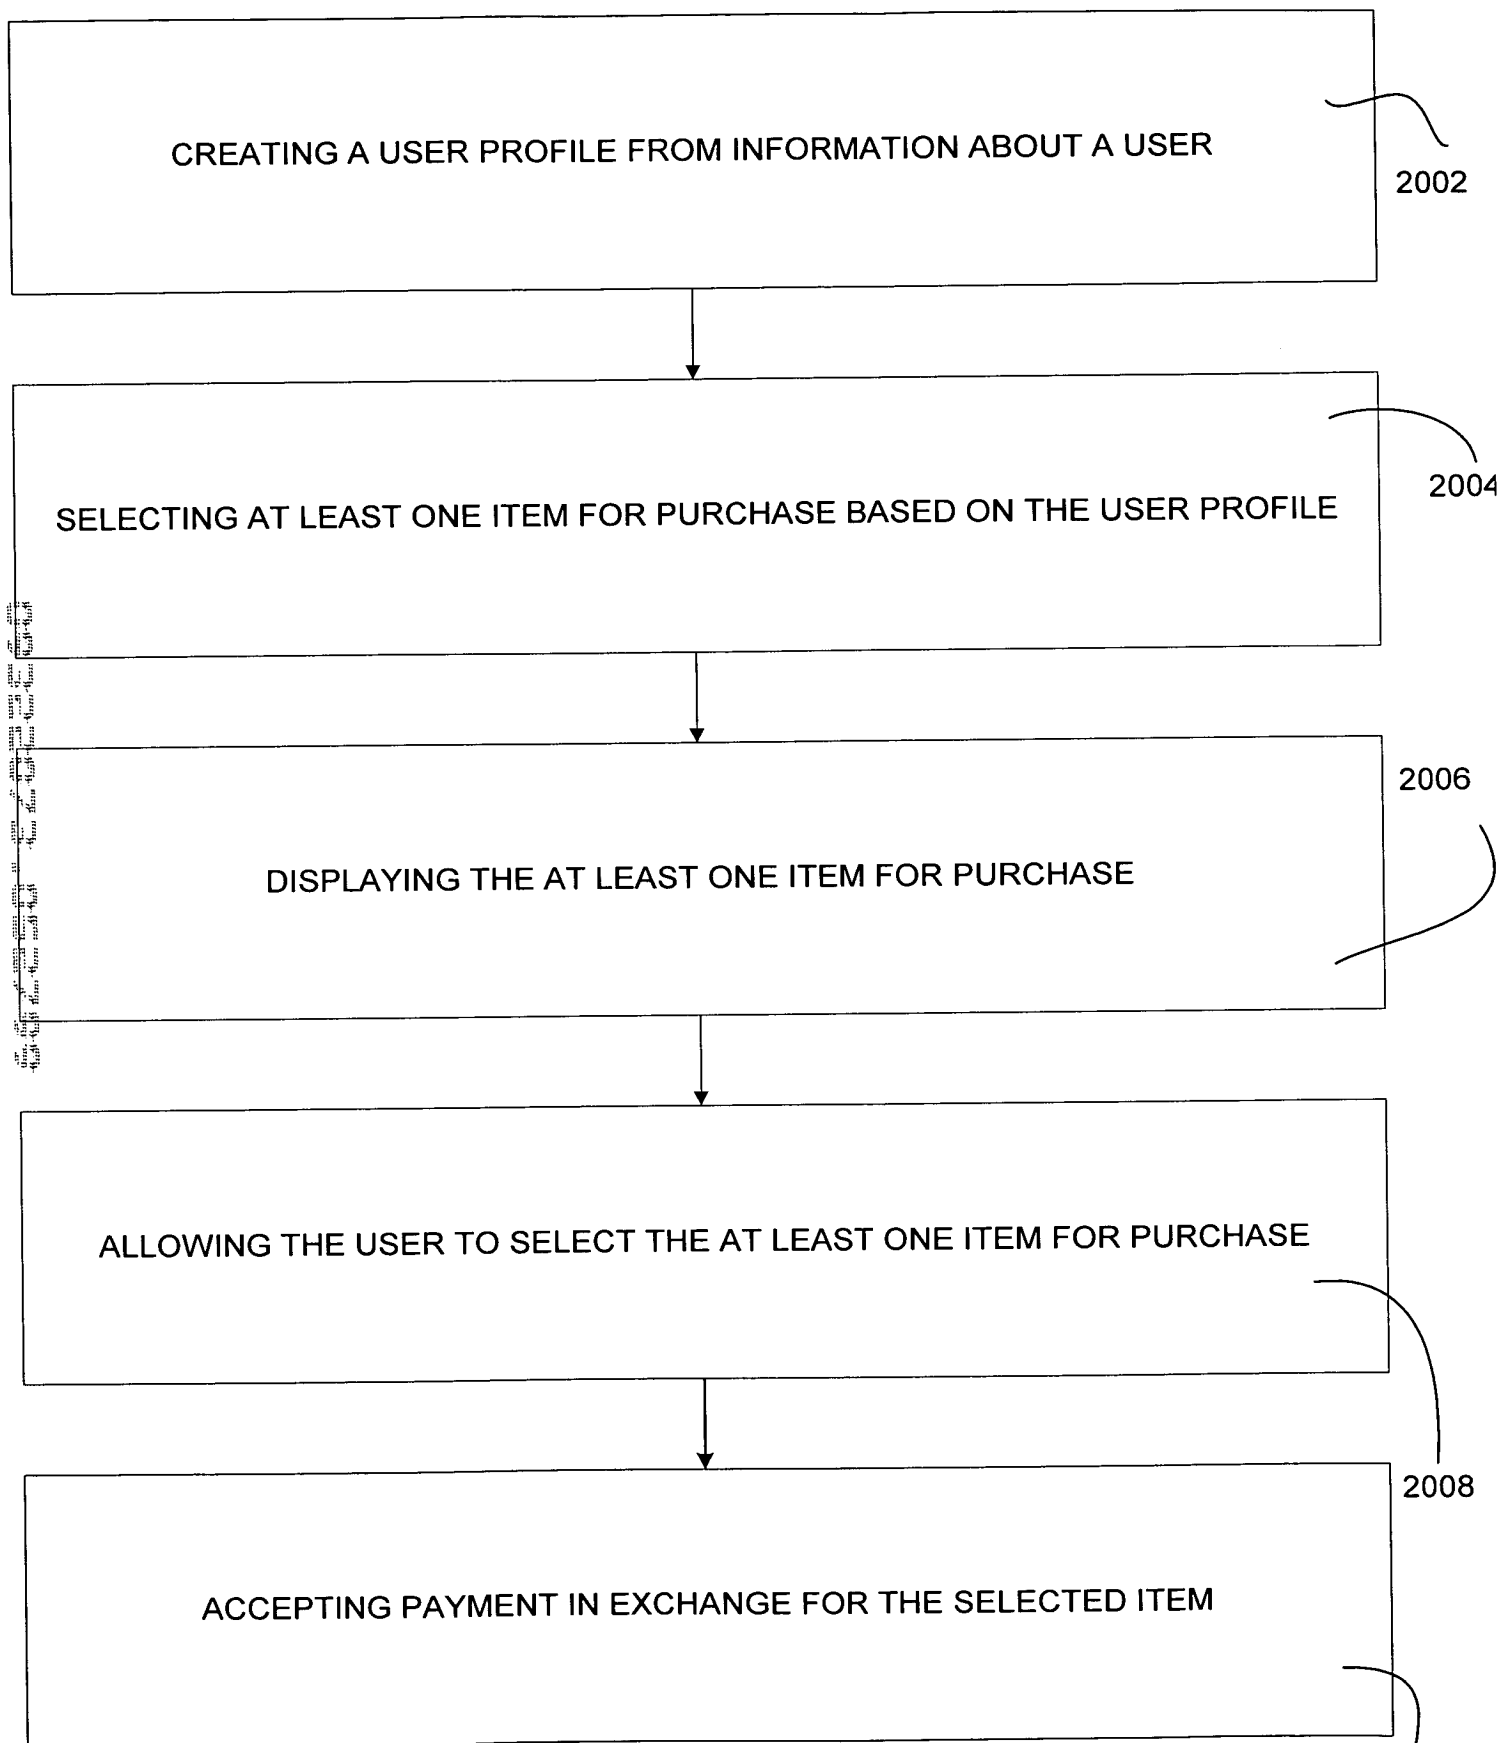 CREATING A USER PROFILE FROM INFORMATION ABOUT A USER
2002
SELECTING AT LEAST ONE ITEM FOR PURCHASE BASED ON THE USER PROFILE
2004
2006
DISPLAYING THE AT LEAST ONE ITEM FOR PURCHASE
ALLOWING THE USER TO SELECT THE AT LEAST ONE ITEM FOR PURCHASE
2008
ACCEPTING PAYMENT IN EXCHANGE FOR THE SELECTED ITEM